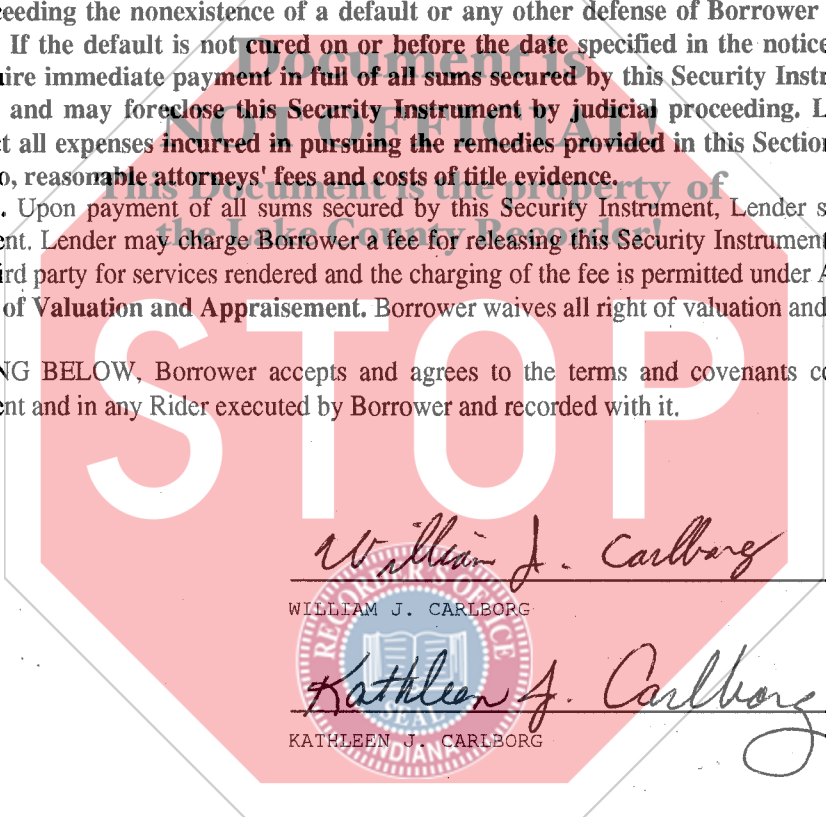 ceeding the nonexistence of a default or any other defense of Borrower
If the default is not cured on or before the date specified in the notice
uire immediate payment in full of all sums secured by this Security Instr
and may foreclose this Security Instrument by judicial proceeding. L
ct all expenses incurred in pursuing the remedies provided in this Section
o, reasonable attorneys' fees and costs of title evidence.
. Upon payment of all sums secured by this Security Instrument, Lender s
ent. Lender may charge Borrower a fee for releasing this Security Instrument
ird party for services rendered and the charging of the fee is permitted under A
of Valuation and Appraisement. Borrower waives all right of valuation and
NG BELOW, Borrower accepts and agrees to the terms and covenants co
ent and in any Rider executed by Borrower and recorded with it.
Document is
NOT OFFICIAL!
This Document is the property of
the Lake County Recorder!
STOP
William J. Carlborg
WILLIAM J. CARLBORG
Kathleen J. Carlborg
KATHLEEN J. CARLBORG
RECORDER'S OFFICE
SEAL
INDIANA